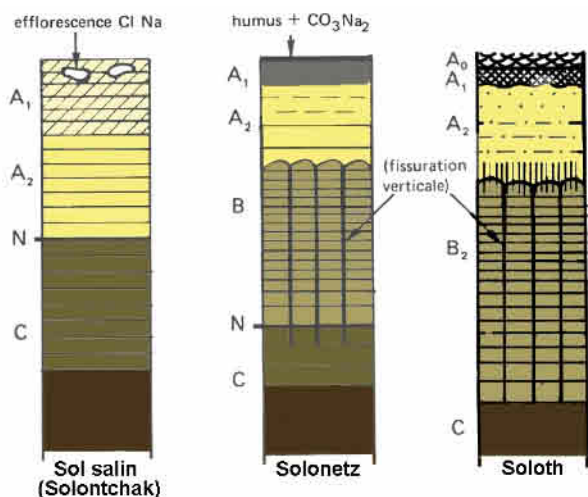 efflorescence Cl Na
A1
A2
N
C
Sol salin
(Solontchak)
humus + CO3Na2
A1
A2
B
N
C
Solonetz
(fissuration
verticale)
A0
A1
A2
B2
C
Soloth